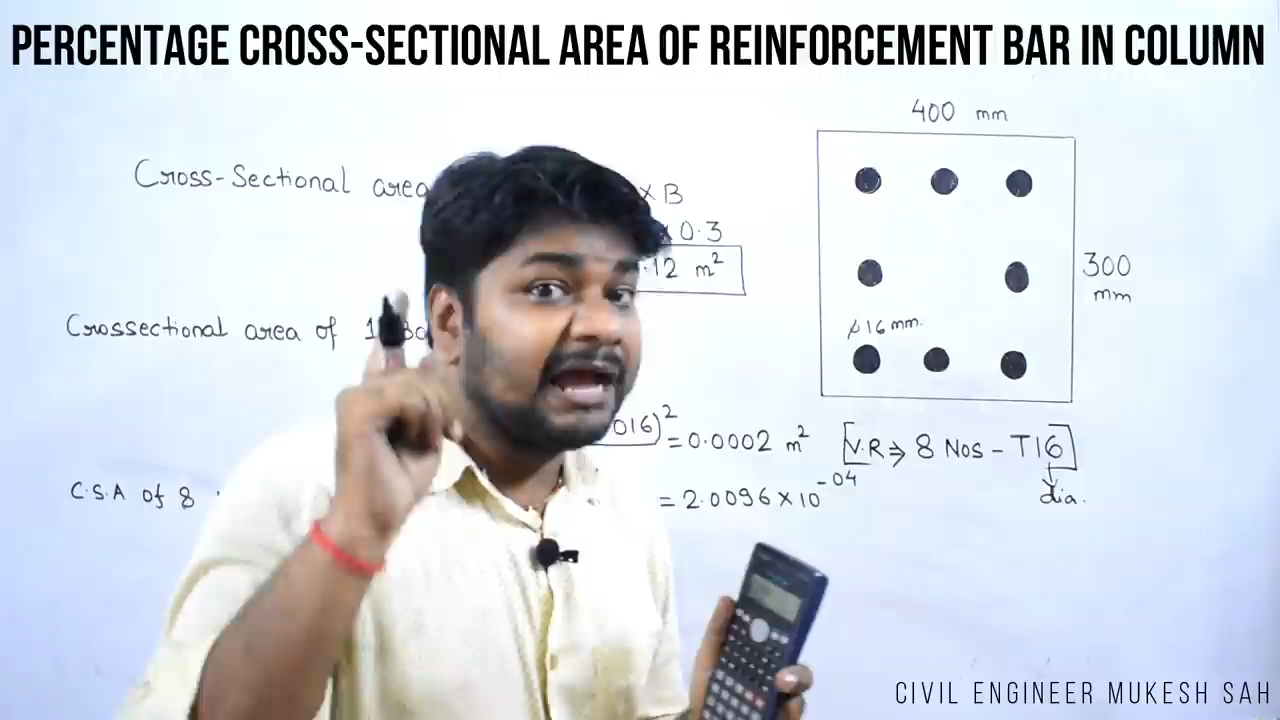 PERCENTAGE CROSS-SECTIONAL AREA OF REINFORCEMENT BAR IN COLUMN
400 mm
Cross-Sectional area
× B
× 0.3
.12 m²
300
mm
Crossectional area of 1
⌀16mm.
016)² = 0.0002 m²
V.R ⇒ 8 Nos - T16
dia.
C.S.A of 8
= 2.0096 × 10⁻⁰⁴
CIVIL ENGINEER MUKESH SAH